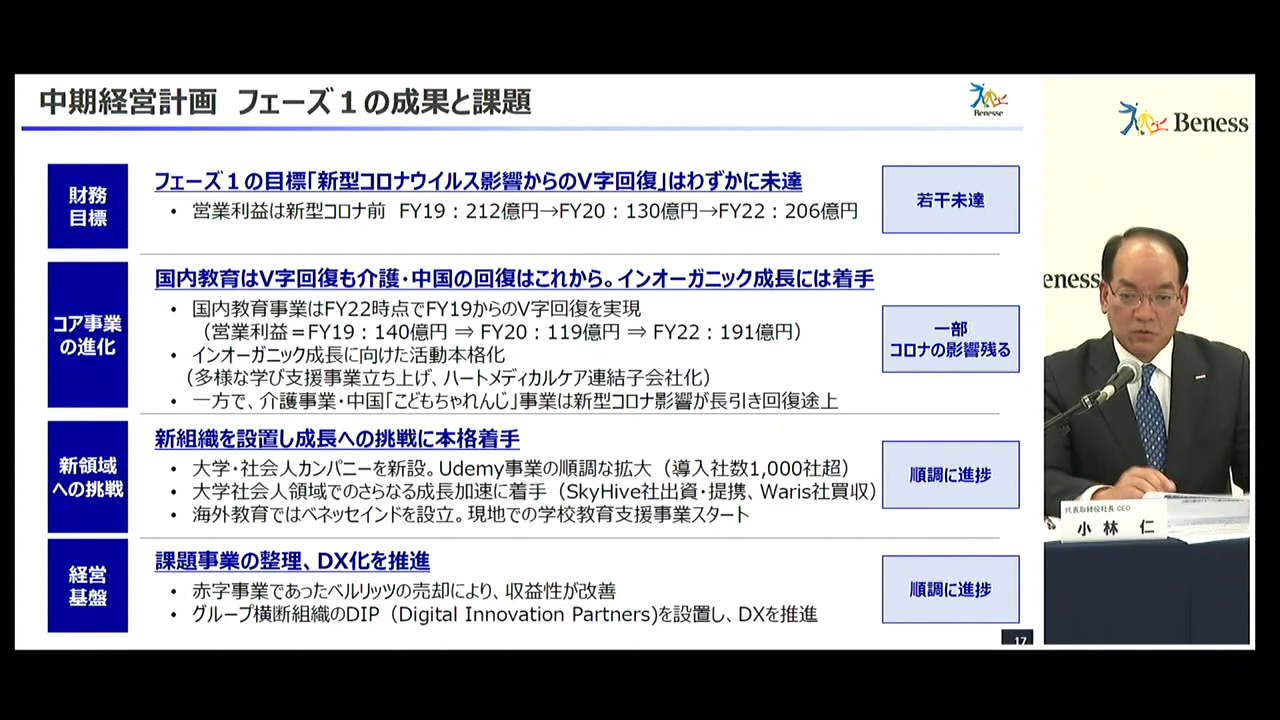 中期経営計画 フェーズ１の成果と課題
Benesse
財務
目標
フェーズ１の目標「新型コロナウイルス影響からのV字回復」はわずかに未達
・ 営業利益は新型コロナ前 FY19：212億円→FY20：130億円→FY22：206億円
若干未達
コア事業
の進化
国内教育はV字回復も介護・中国の回復はこれから。インオーガニック成長には着手
・ 国内教育事業はFY22時点でFY19からのV字回復を実現
（営業利益＝FY19：140億円 ⇒ FY20：119億円 ⇒ FY22：191億円）
・ インオーガニック成長に向けた活動本格化
（多様な学び支援事業立ち上げ、ハートメディカルケア連結子会社化）
・ 一方で、介護事業・中国「こどもちゃれんじ」事業は新型コロナ影響が長引き回復途上
一部
コロナの影響残る
新領域
への挑戦
新組織を設置し成長への挑戦に本格着手
・ 大学・社会人カンパニーを新設。Udemy事業の順調な拡大（導入社数1,000社超）
・ 大学社会人領域でのさらなる成長加速に着手（SkyHive社出資・提携、Waris社買収）
・ 海外教育ではベネッセインドを設立。現地での学校教育支援事業スタート
順調に進捗
経営
基盤
課題事業の整理、DX化を推進
・ 赤字事業であったベルリッツの売却により、収益性が改善
・ グループ横断組織のDIP（Digital Innovation Partners)を設置し、DXを推進
順調に進捗
17
Beness
eness
代表取締役社長 CEO
小林 仁